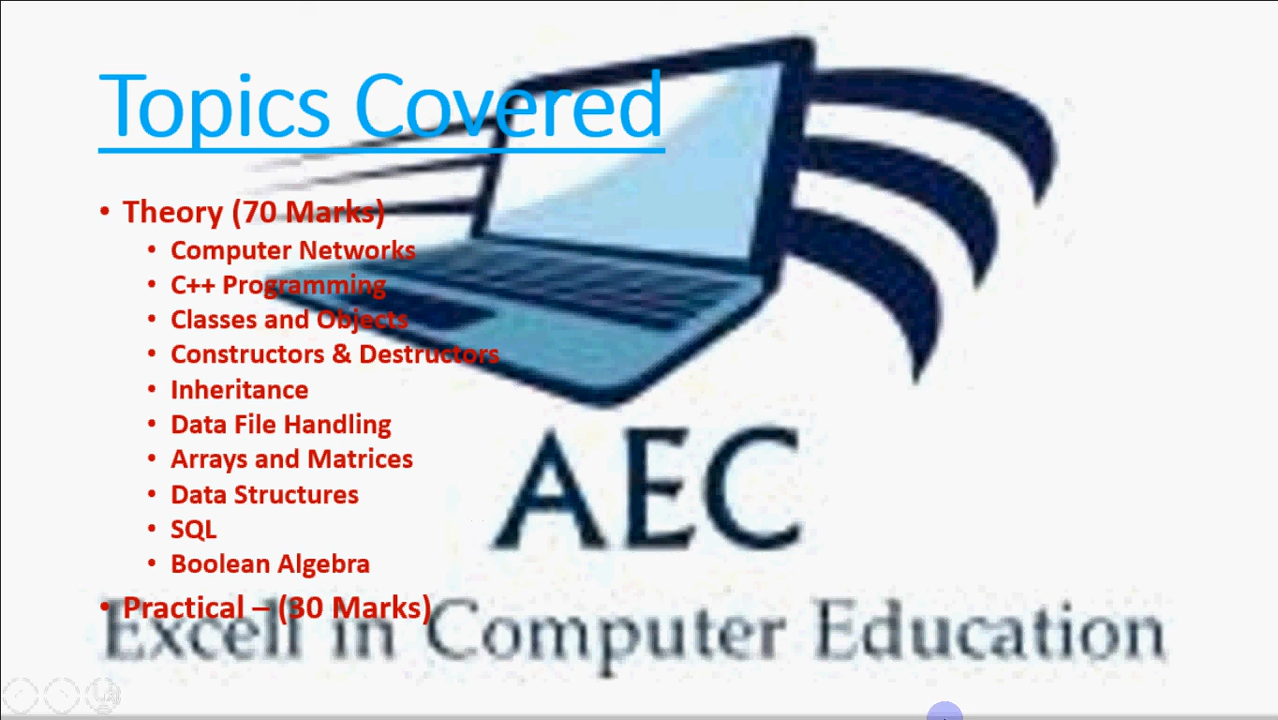 Topics Covered
• Theory (70 Marks)
• Computer Networks
• C++ Programming
• Classes and Objects
• Constructors & Destructors
• Inheritance
• Data File Handling
• Arrays and Matrices
• Data Structures
• SQL
• Boolean Algebra
• Practical – (30 Marks)
AEC
Excell in Computer Education